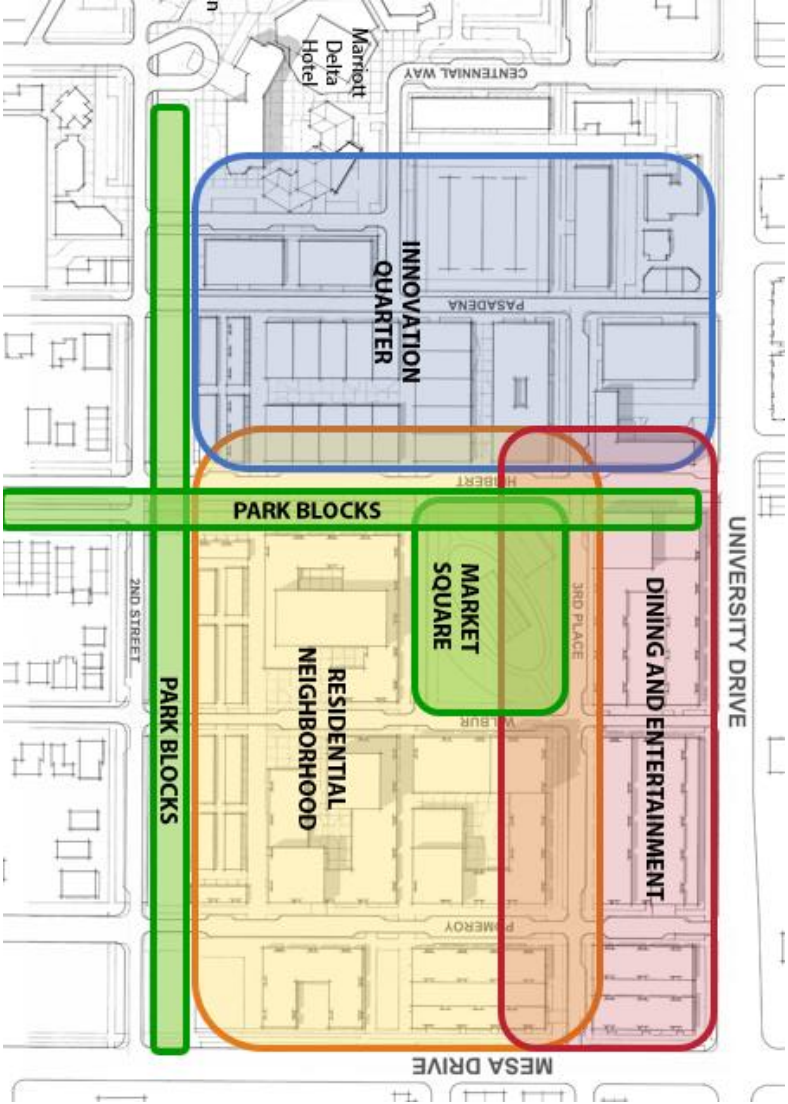 Marriott
Delta
Hotel
CENTENNIAL WAY
INNOVATION
QUARTER
PASADENA
HIBBERT
PARK BLOCKS
MARKET
SQUARE
2ND STREET
3RD PLACE
UNIVERSITY DRIVE
DINING AND ENTERTAINMENT
RESIDENTIAL
NEIGHBORHOOD
PARK BLOCKS
WILBUR
POMEROY
MESA DRIVE